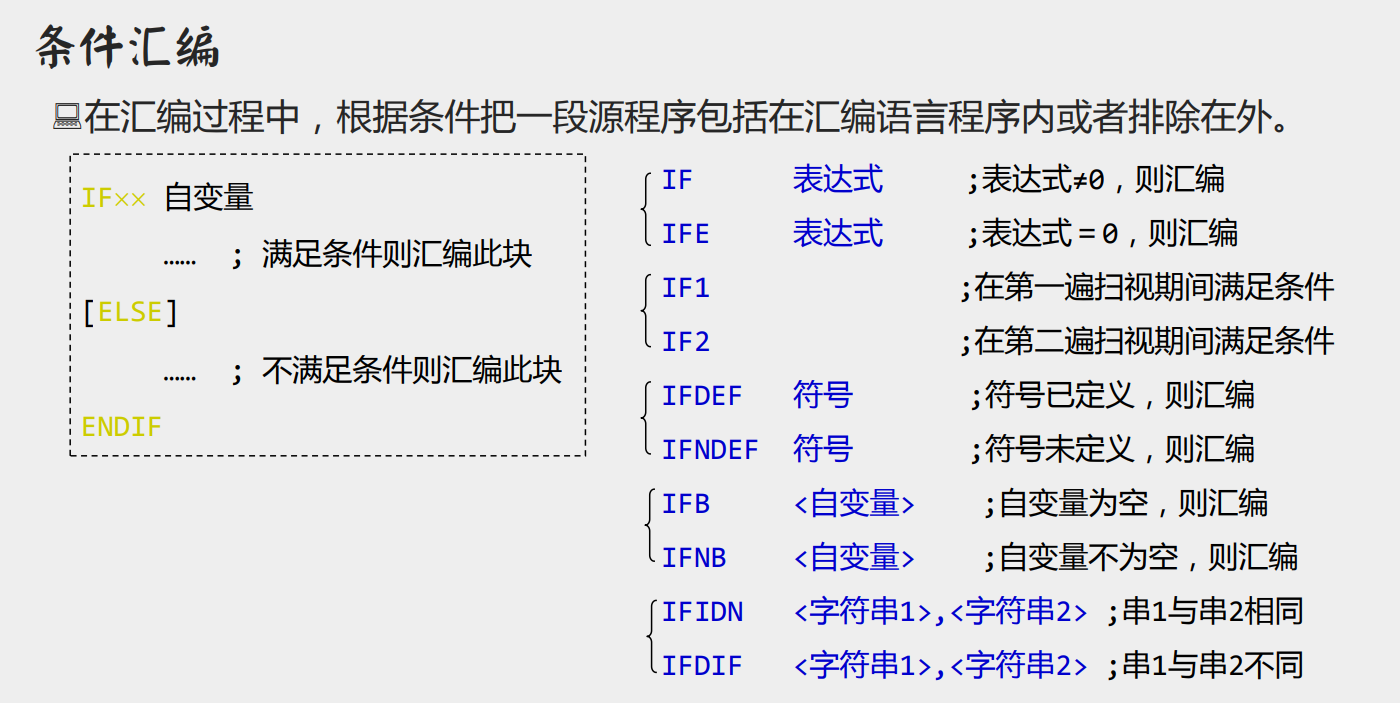 条件汇编
在汇编过程中，根据条件把一段源程序包括在汇编语言程序内或者排除在外。
IF×× 自变量
…… ; 满足条件则汇编此块
[ELSE]
…… ; 不满足条件则汇编此块
ENDIF
IF 表达式 ;表达式≠0，则汇编
IFE 表达式 ;表达式=0，则汇编
IF1 ;在第一遍扫视期间满足条件
IF2 ;在第二遍扫视期间满足条件
IFDEF 符号 ;符号已定义，则汇编
IFNDEF 符号 ;符号未定义，则汇编
IFB <自变量> ;自变量为空，则汇编
IFNB <自变量> ;自变量不为空，则汇编
IFIDN <字符串1>,<字符串2> ;串1与串2相同
IFDIF <字符串1>,<字符串2> ;串1与串2不同